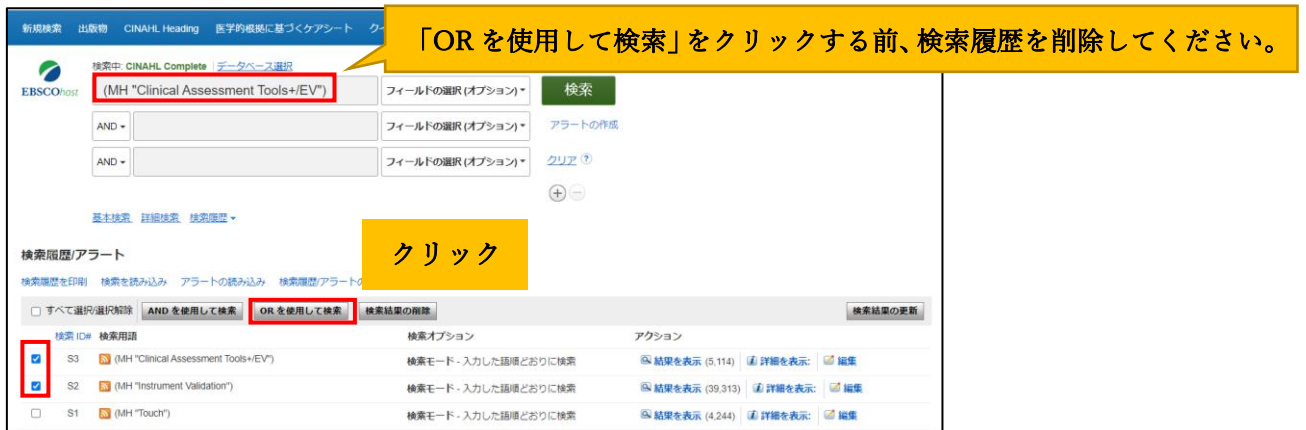 新規検索 出版物 CINAHL Heading 医学的根拠に基づくケアシート
「OR を使用して検索」をクリックする前、検索履歴を削除してください。
検索中: CINAHL Complete データベース選択
EBSCOhost
(MH "Clinical Assessment Tools+/EV") フィールドの選択 (オプション) 検索
AND フィールドの選択 (オプション) アラートの作成
AND フィールドの選択 (オプション) クリア ?
基本検索 詳細検索 検索履歴
クリック
検索履歴/アラート
検索履歴を印刷 検索を読み込み アラートの読み込み 検索履歴/アラートの
すべて選択/選択解除 AND を使用して検索 OR を使用して検索 検索結果の削除 検索結果の更新
検索 ID# 検索用語 検索オプション アクション
S3 (MH "Clinical Assessment Tools+/EV") 検索モード - 入力した語順どおりに検索 結果を表示 (5,114) 詳細を表示: 編集
S2 (MH "Instrument Validation") 検索モード - 入力した語順どおりに検索 結果を表示 (39,313) 詳細を表示: 編集
S1 (MH "Touch") 検索モード - 入力した語順どおりに検索 結果を表示 (4,244) 詳細を表示: 編集